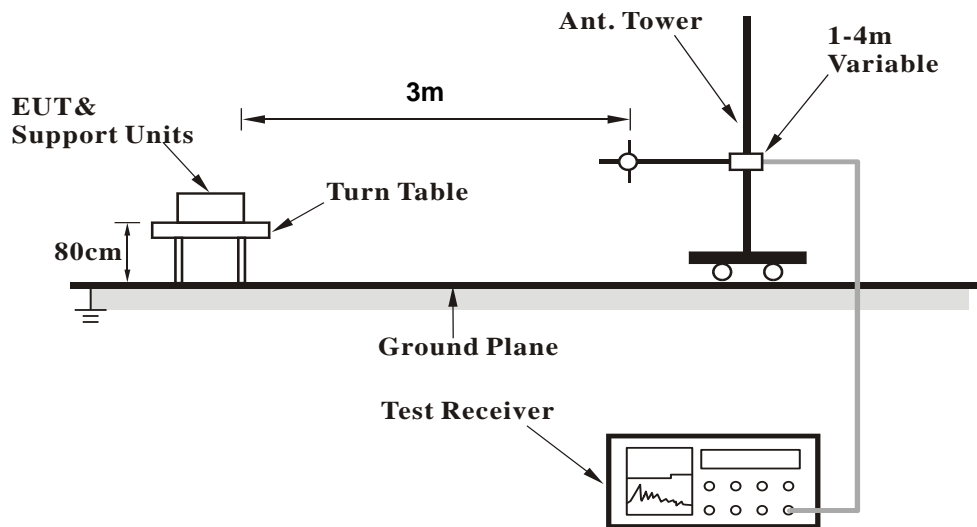 Ant. Tower
1-4m
Variable
3m
EUT&
Support Units
Turn Table
80cm
Ground Plane
Test Receiver